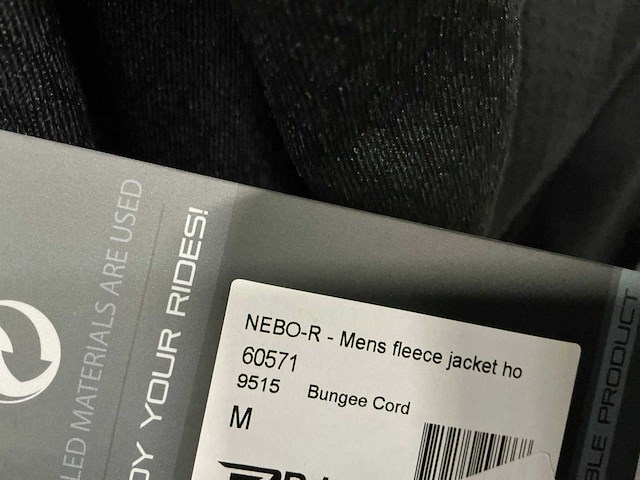 LED MATERIALS ARE USED
OY YOUR RIDES!
NEBO-R - Mens fleece jacket ho
60571
9515 Bungee Cord
M
BLE PRODUCT